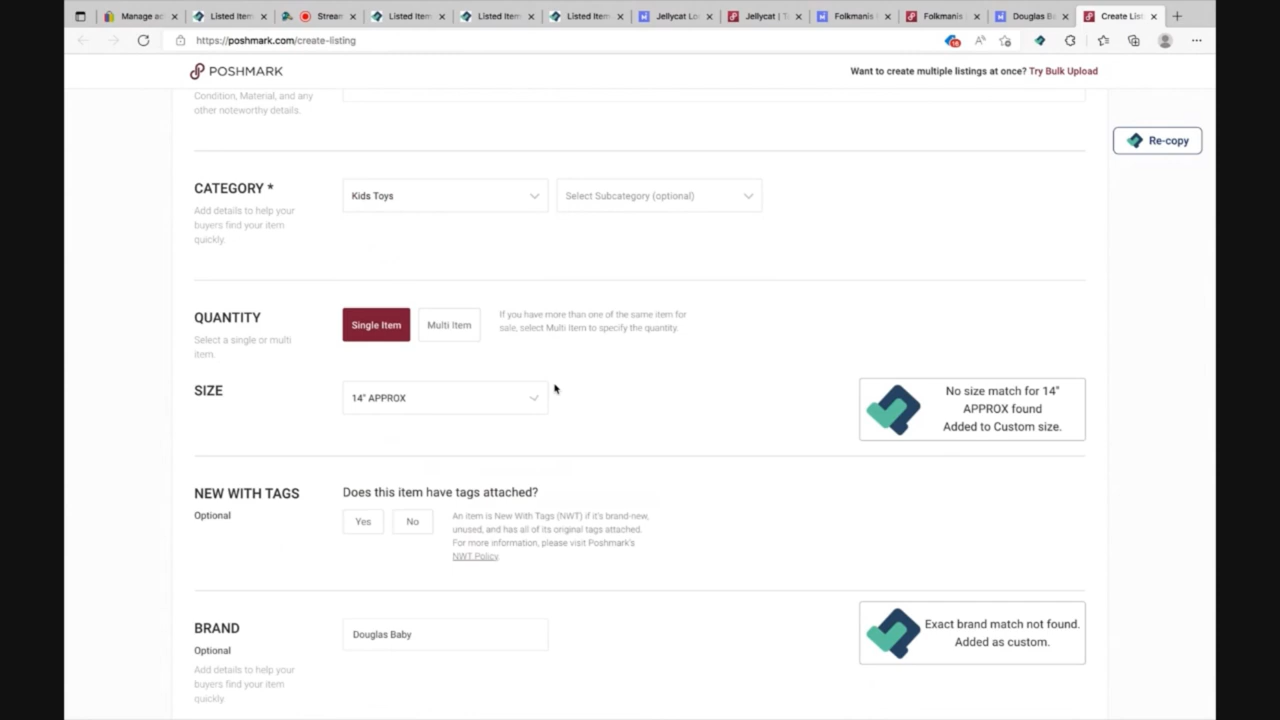 Manage ac
Listed Item
Stream
Listed Item
Listed Item
Listed Item
Jellycat Lo
Jellycat | T
Folkmanis
Folkmanis
Douglas Ba
Create List
https://poshmark.com/create-listing
POSHMARK
Want to create multiple listings at once? Try Bulk Upload
Condition, Material, and any
other noteworthy details.
Re-copy
CATEGORY *
Add details to help your
buyers find your item
quickly.
Kids Toys
Select Subcategory (optional)
QUANTITY
Select a single or multi
item.
Single Item
Multi Item
If you have more than one of the same item for
sale, select Multi Item to specify the quantity.
SIZE
14" APPROX
No size match for 14"
APPROX found
Added to Custom size.
NEW WITH TAGS
Optional
Does this item have tags attached?
Yes
No
An item is New With Tags (NWT) if it's brand-new,
unused, and has all of its original tags attached.
For more information, please visit Poshmark's
NWT Policy.
BRAND
Optional
Add details to help your
buyers find your item
quickly.
Douglas Baby
Exact brand match not found.
Added as custom.